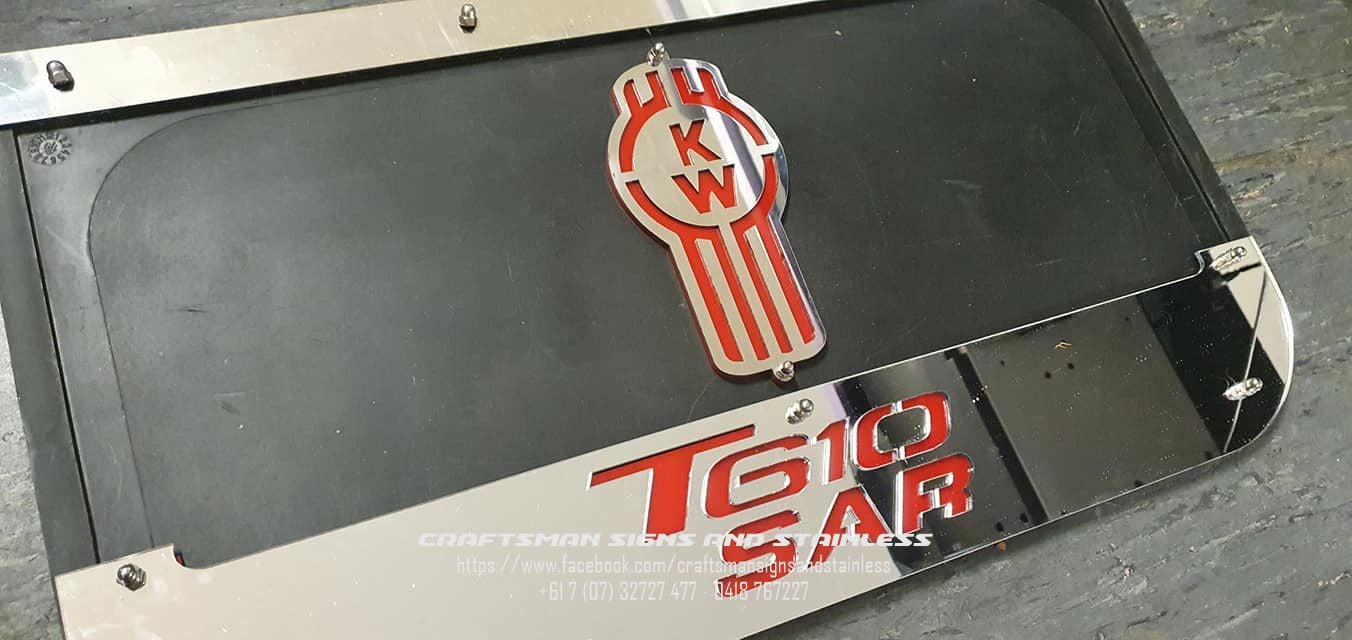 K
W
T610
SAR
CRAFTSMAN SIGNS AND STAINLESS
https://www.facebook.com/craftsmansignsandstainless
+61 7 (07) 32727 477 - 0418 767227